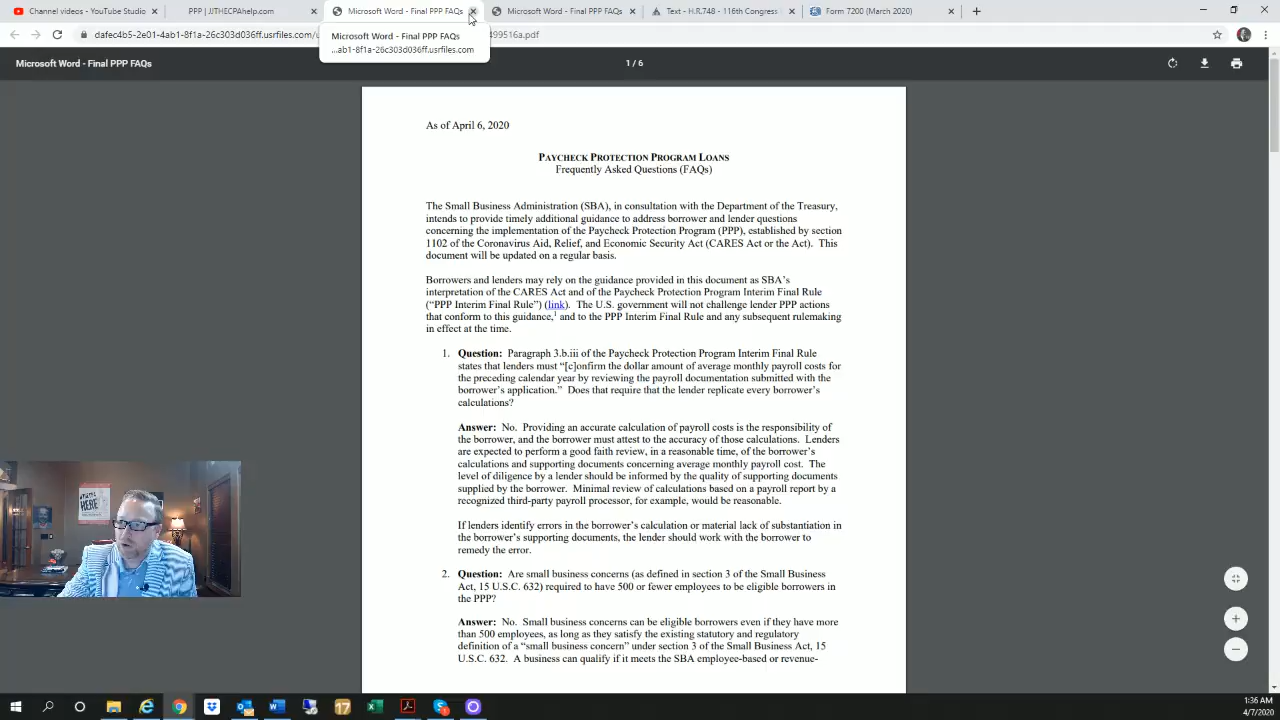 Channel videos - YouTube Studio
PPP | JJTHECPAhelp.com
Microsoft Word - Final PPP FAQs
Microsoft Word - Final PPP FAQs
Text - H.R.748 - 116th Congress
Form 7200 (March 2020)
dafec4b5-2e01-4ab1-8f1a-26c303d036ff.usrfiles.com/u
499516a.pdf
Microsoft Word - Final PPP FAQs
...ab1-8f1a-26c303d036ff.usrfiles.com
Microsoft Word - Final PPP FAQs
1 / 6
As of April 6, 2020
PAYCHECK PROTECTION PROGRAM LOANS
Frequently Asked Questions (FAQs)
The Small Business Administration (SBA), in consultation with the Department of the Treasury,
intends to provide timely additional guidance to address borrower and lender questions
concerning the implementation of the Paycheck Protection Program (PPP), established by section
1102 of the Coronavirus Aid, Relief, and Economic Security Act (CARES Act or the Act). This
document will be updated on a regular basis.
Borrowers and lenders may rely on the guidance provided in this document as SBA's
interpretation of the CARES Act and of the Paycheck Protection Program Interim Final Rule
("PPP Interim Final Rule") (link). The U.S. government will not challenge lender PPP actions
that conform to this guidance,1 and to the PPP Interim Final Rule and any subsequent rulemaking
in effect at the time.
1. Question: Paragraph 3.b.iii of the Paycheck Protection Program Interim Final Rule
states that lenders must "[c]onfirm the dollar amount of average monthly payroll costs for
the preceding calendar year by reviewing the payroll documentation submitted with the
borrower's application." Does that require that the lender replicate every borrower's
calculations?
Answer: No. Providing an accurate calculation of payroll costs is the responsibility of
the borrower, and the borrower must attest to the accuracy of those calculations. Lenders
are expected to perform a good faith review, in a reasonable time, of the borrower's
calculations and supporting documents concerning average monthly payroll cost. The
level of diligence by a lender should be informed by the quality of supporting documents
supplied by the borrower. Minimal review of calculations based on a payroll report by a
recognized third-party payroll processor, for example, would be reasonable.
If lenders identify errors in the borrower's calculation or material lack of substantiation in
the borrower's supporting documents, the lender should work with the borrower to
remedy the error.
2. Question: Are small business concerns (as defined in section 3 of the Small Business
Act, 15 U.S.C. 632) required to have 500 or fewer employees to be eligible borrowers in
the PPP?
Answer: No. Small business concerns can be eligible borrowers even if they have more
than 500 employees, as long as they satisfy the existing statutory and regulatory
definition of a "small business concern" under section 3 of the Small Business Act, 15
U.S.C. 632. A business can qualify if it meets the SBA employee-based or revenue-
17
1:36 AM
4/7/2020